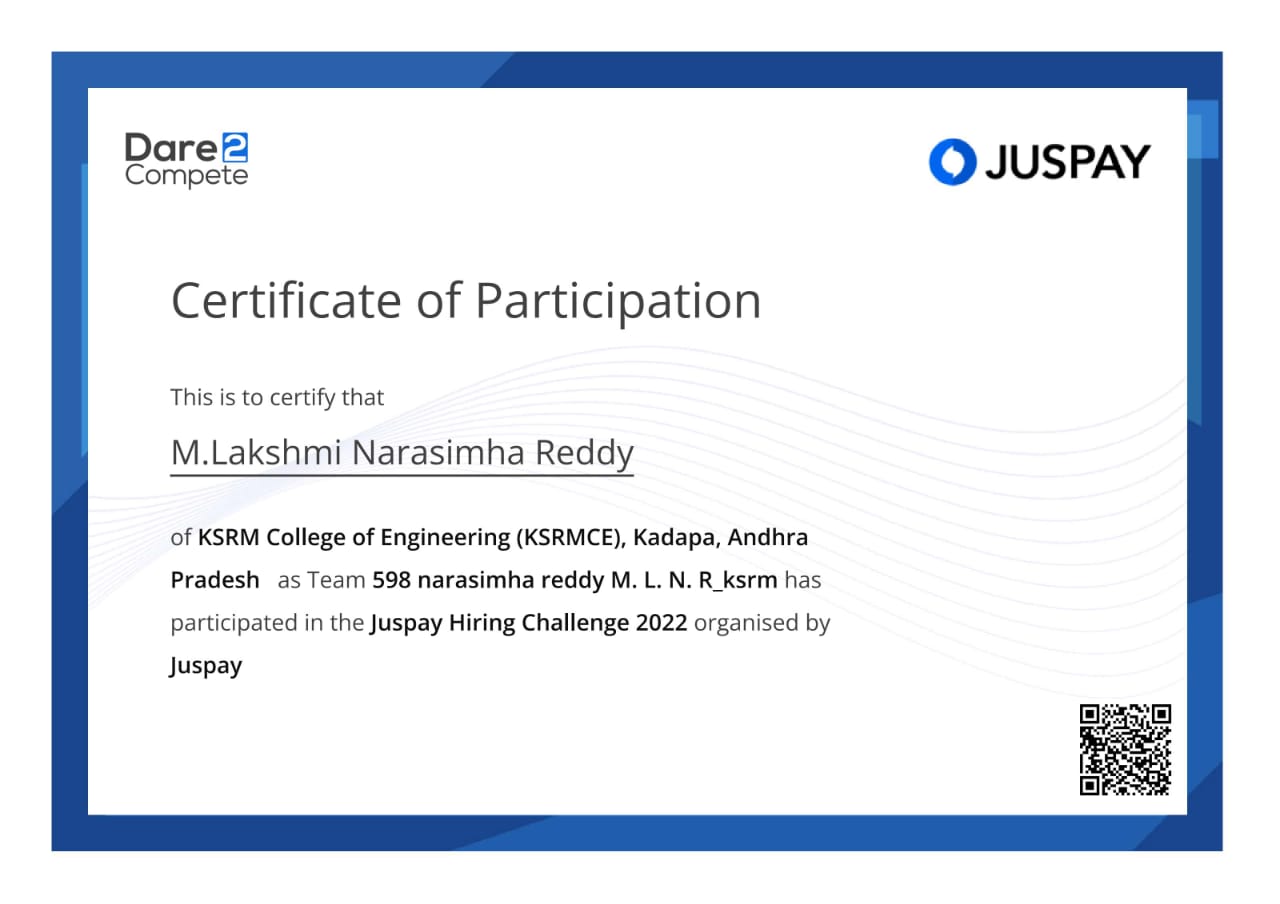 Dare2
Compete
JUSPAY
Certificate of Participation
This is to certify that
M.Lakshmi Narasimha Reddy
of KSRM College of Engineering (KSRMCE), Kadapa, Andhra
Pradesh as Team 598 narasimha reddy M. L. N. R_ksrm has
participated in the Juspay Hiring Challenge 2022 organised by
Juspay